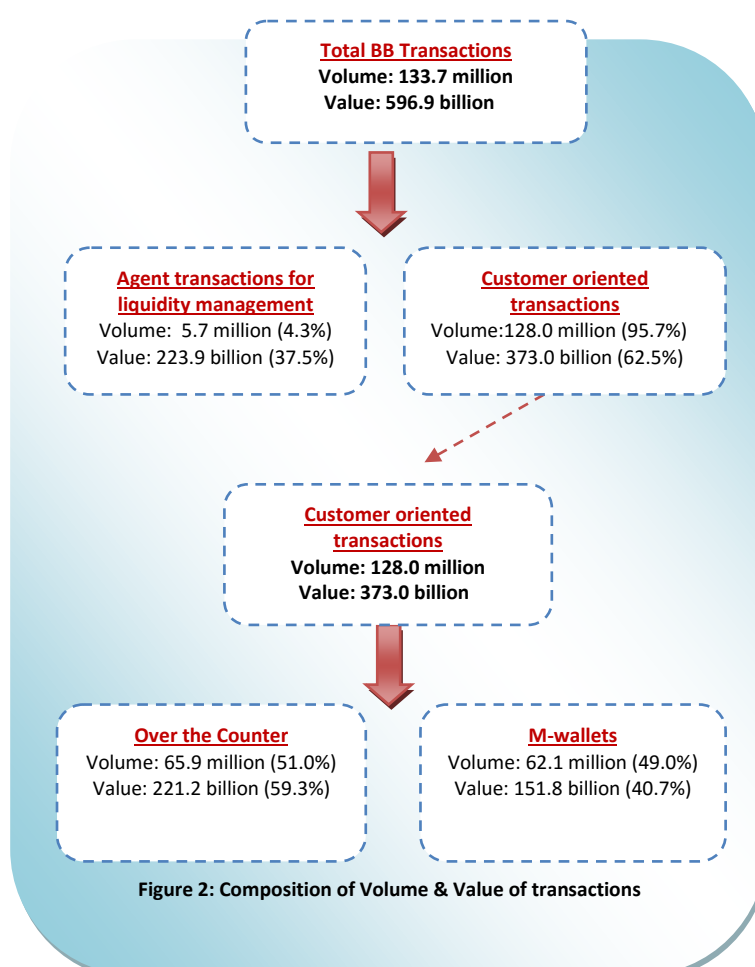 Total BB Transactions
Volume: 133.7 million
Value: 596.9 billion
Agent transactions for
liquidity management
Volume: 5.7 million (4.3%)
Value: 223.9 billion (37.5%)
Customer oriented
transactions
Volume:128.0 million (95.7%)
Value: 373.0 billion (62.5%)
Customer oriented
transactions
Volume: 128.0 million
Value: 373.0 billion
Over the Counter
Volume: 65.9 million (51.0%)
Value: 221.2 billion (59.3%)
M-wallets
Volume: 62.1 million (49.0%)
Value: 151.8 billion (40.7%)
Figure 2: Composition of Volume & Value of transactions